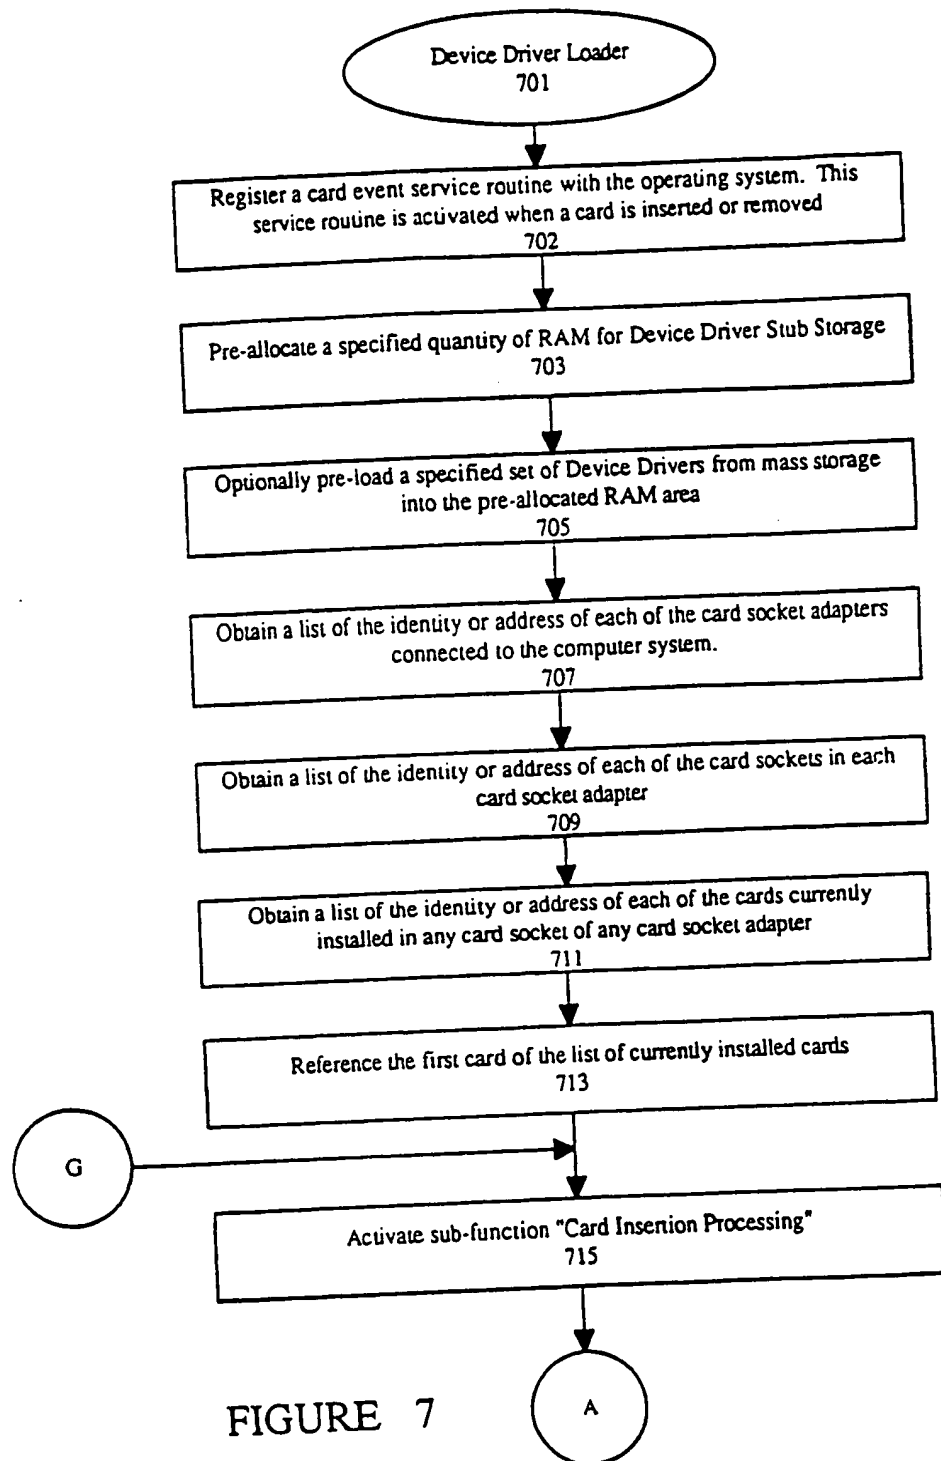 Device Driver Loader
701
Register a card event service routine with the operating system. This
service routine is activated when a card is inserted or removed
702
Pre-allocate a specified quantity of RAM for Device Driver Stub Storage
703
Optionally pre-load a specified set of Device Drivers from mass storage
into the pre-allocated RAM area
705
Obtain a list of the identity or address of each of the card socket adapters
connected to the computer system.
707
Obtain a list of the identity or address of each of the card sockets in each
card socket adapter
709
Obtain a list of the identity or address of each of the cards currently
installed in any card socket of any card socket adapter
711
Reference the first card of the list of currently installed cards
713
G
Activate sub-function "Card Insertion Processing"
715
A
FIGURE 7